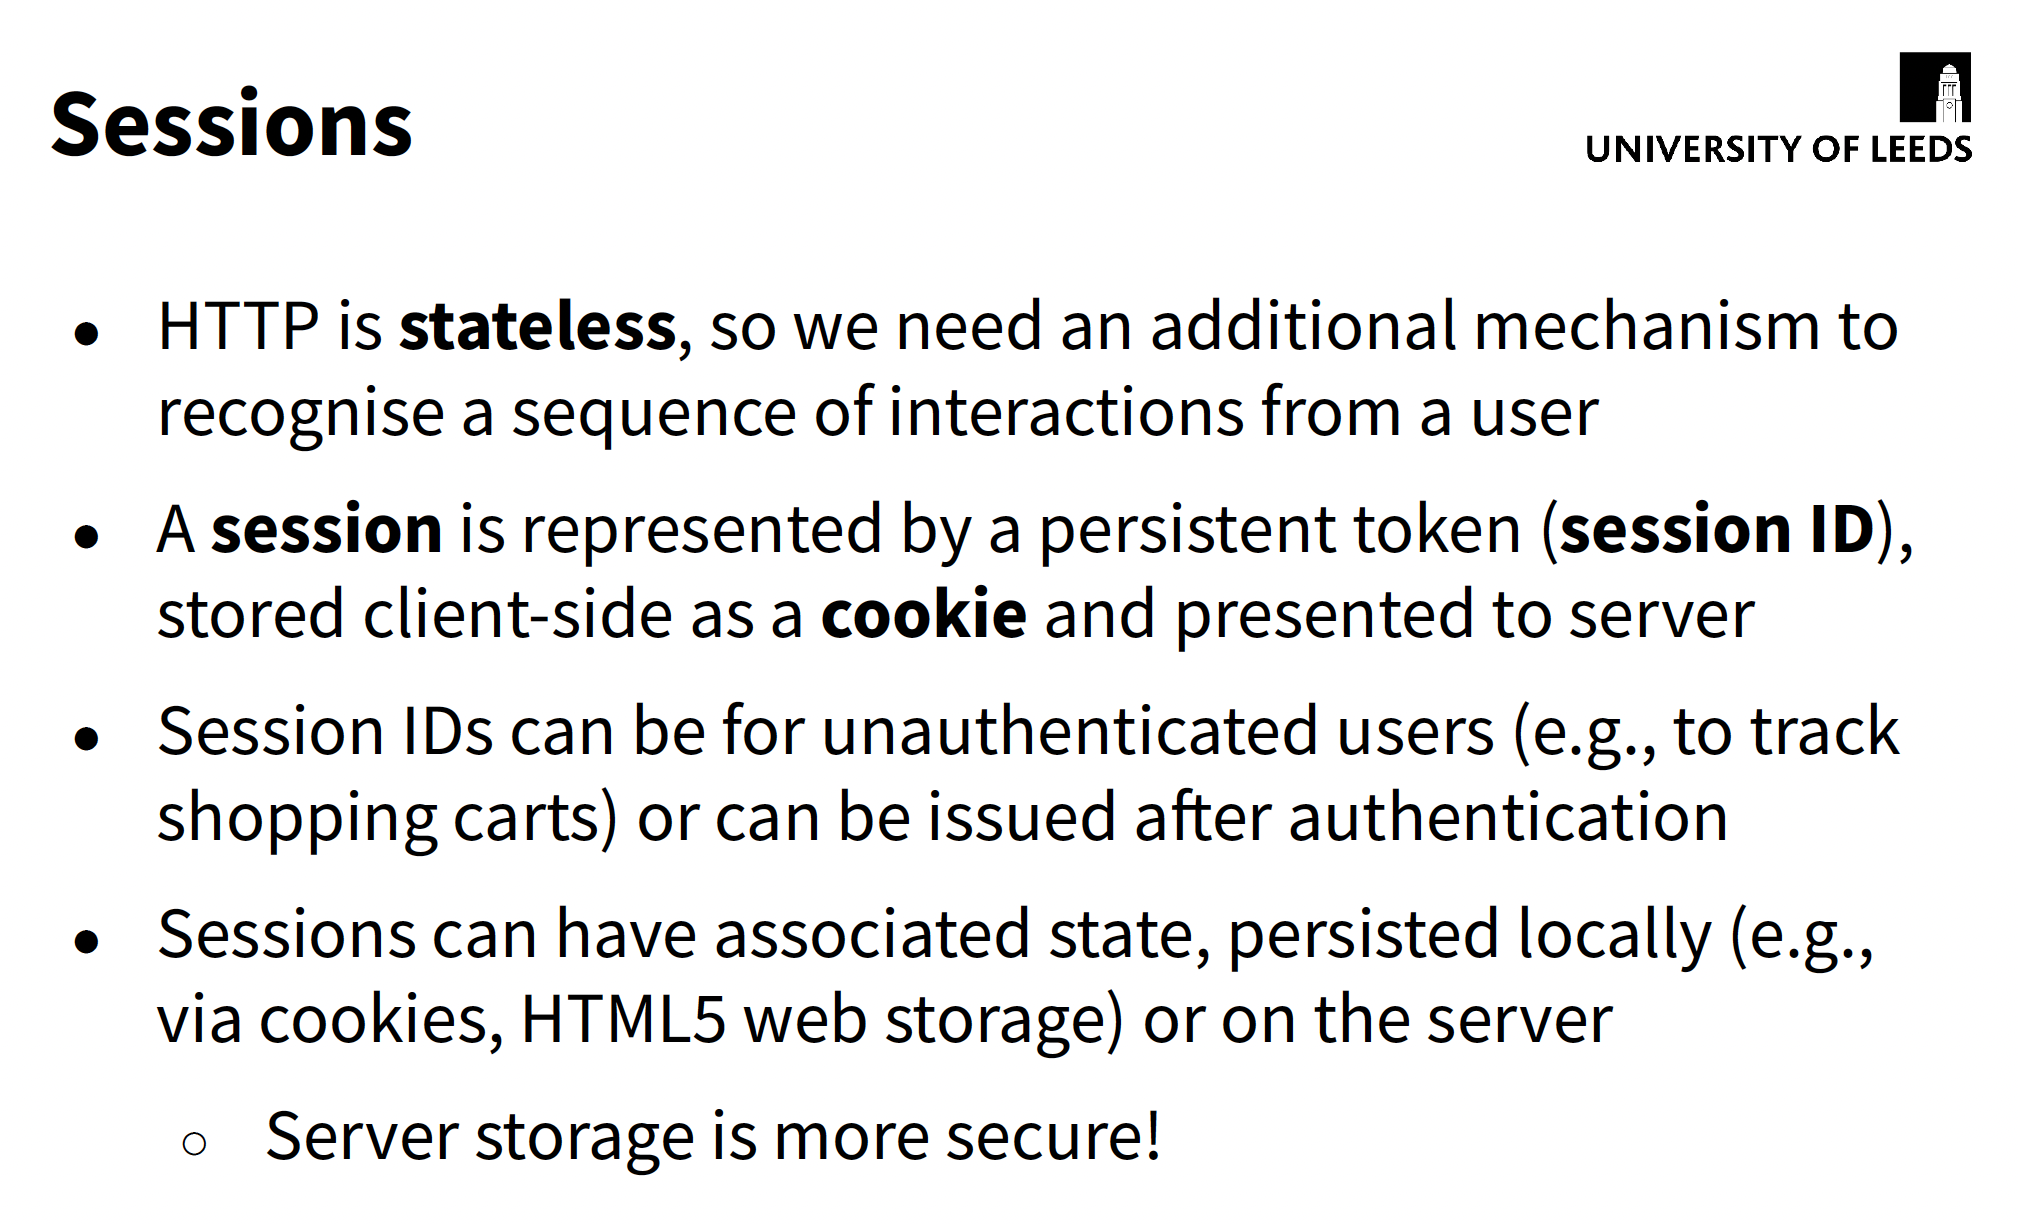 Sessions
UNIVERSITY OF LEEDS
● HTTP is stateless, so we need an additional mechanism to
recognise a sequence of interactions from a user
● A session is represented by a persistent token (session ID),
stored client-side as a cookie and presented to server
● Session IDs can be for unauthenticated users (e.g., to track
shopping carts) or can be issued after authentication
● Sessions can have associated state, persisted locally (e.g.,
via cookies, HTML5 web storage) or on the server
○ Server storage is more secure!